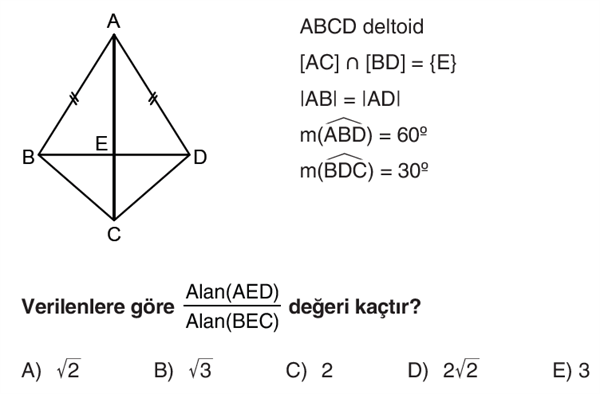 A
B
E
D
C
ABCD deltoid
[AC] ∩ [BD] = {E}
|AB| = |AD|
m(ABD) = 60º
m(BDC) = 30º
Verilenlere göre Alan(AED)/Alan(BEC) değeri kaçtır?
A) √2 B) √3 C) 2 D) 2√2 E) 3